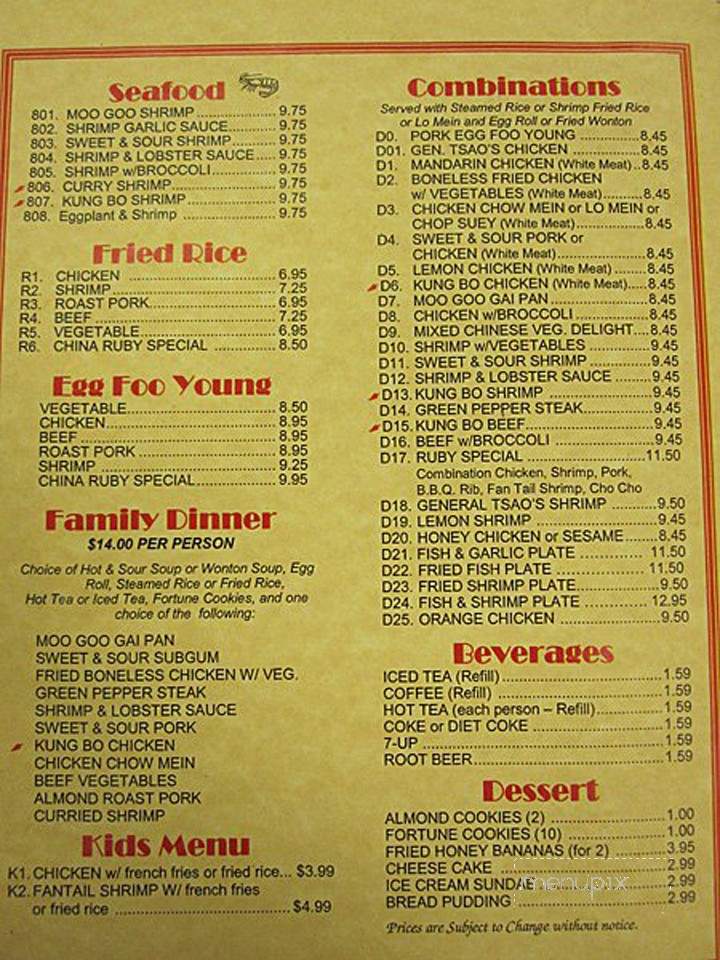 Seafood
801. MOO GOO SHRIMP ........................ 9.75
802. SHRIMP GARLIC SAUCE.............. 9.75
803. SWEET & SOUR SHRIMP............. 9.75
804. SHRIMP & LOBSTER SAUCE..... 9.75
805. SHRIMP w/BROCCOLI.................. 9.75
806. CURRY SHRIMP............................ 9.75
807. KUNG BO SHRIMP........................ 9.75
808. Eggplant & Shrimp ........................ 9.75
Fried Rice
R1. CHICKEN ........................................ 6.95
R2. SHRIMP........................................... 7.25
R3. ROAST PORK................................. 6.95
R4. BEEF ............................................... 7.25
R5. VEGETABLE................................... 6.95
R6. CHINA RUBY SPECIAL ................. 8.50
Egg Foo Young
VEGETABLE........................................ 8.50
CHICKEN............................................. 8.95
BEEF ................................................... 8.95
ROAST PORK ..................................... 8.95
SHRIMP ............................................... 9.25
CHINA RUBY SPECIAL....................... 9.95
Family Dinner
$14.00 PER PERSON
Choice of Hot & Sour Soup or Wonton Soup, Egg
Roll, Steamed Rice or Fried Rice,
Hot Tea or Iced Tea, Fortune Cookies, and one
choice of the following:
MOO GOO GAI PAN
SWEET & SOUR SUBGUM
FRIED BONELESS CHICKEN W/ VEG.
GREEN PEPPER STEAK
SHRIMP & LOBSTER SAUCE
SWEET & SOUR PORK
KUNG BO CHICKEN
CHICKEN CHOW MEIN
BEEF VEGETABLES
ALMOND ROAST PORK
CURRIED SHRIMP
Kids Menu
K1. CHICKEN w/ french fries or fried rice... $3.99
K2. FANTAIL SHRIMP W/ french fries
or fried rice ...................................... $4.99
Combinations
Served with Steamed Rice or Shrimp Fried Rice
or Lo Mein and Egg Roll or Fried Wonton
D0. PORK EGG FOO YOUNG ..............8.45
D01. GEN. TSAO'S CHICKEN ................8.45
D1. MANDARIN CHICKEN (White Meat)..8.45
D2. BONELESS FRIED CHICKEN
w/ VEGETABLES (White Meat)..........8.45
D3. CHICKEN CHOW MEIN or LO MEIN or
CHOP SUEY (White Meat)................8.45
D4. SWEET & SOUR PORK or
CHICKEN (White Meat).....................8.45
D5. LEMON CHICKEN (White Meat) ........8.45
D6. KUNG BO CHICKEN (White Meat).....8.45
D7. MOO GOO GAI PAN.......................8.45
D8. CHICKEN w/BROCCOLI..................8.45
D9. MIXED CHINESE VEG. DELIGHT....8.45
D10. SHRIMP w/VEGETABLES ..............9.45
D11. SWEET & SOUR SHRIMP ..............9.45
D12. SHRIMP & LOBSTER SAUCE .........9.45
D13. KUNG BO SHRIMP .........................9.45
D14. GREEN PEPPER STEAK................9.45
D15. KUNG BO BEEF..............................9.45
D16. BEEF w/BROCCOLI .......................9.45
D17. RUBY SPECIAL ............................11.50
Combination Chicken, Shrimp, Pork,
B.B.Q. Rib, Fan Tail Shrimp, Cho Cho
D18. GENERAL TSAO'S SHRIMP ...........9.50
D19. LEMON SHRIMP ............................9.45
D20. HONEY CHICKEN or SESAME........8.45
D21. FISH & GARLIC PLATE ............. 11.50
D22. FRIED FISH PLATE .................... 11.50
D23. FRIED SHRIMP PLATE....................9.50
D24. FISH & SHRIMP PLATE ............. 12.95
D25. ORANGE CHICKEN .......................9.50
Beverages
ICED TEA (Refill)....................................1.59
COFFEE (Refill) .....................................1.59
HOT TEA (each person – Refill)...............1.59
COKE or DIET COKE .............................1.59
7-UP .......................................................1.59
ROOT BEER...........................................1.59
Dessert
ALMOND COOKIES (2) .........................1.00
FORTUNE COOKIES (10) .....................1.00
FRIED HONEY BANANAS (for 2) ............3.95
CHEESE CAKE .....................................2.99
ICE CREAM SUNDAE............................2.99
BREAD PUDDING .................................2.99
menupix
Prices are Subject to Change without notice.